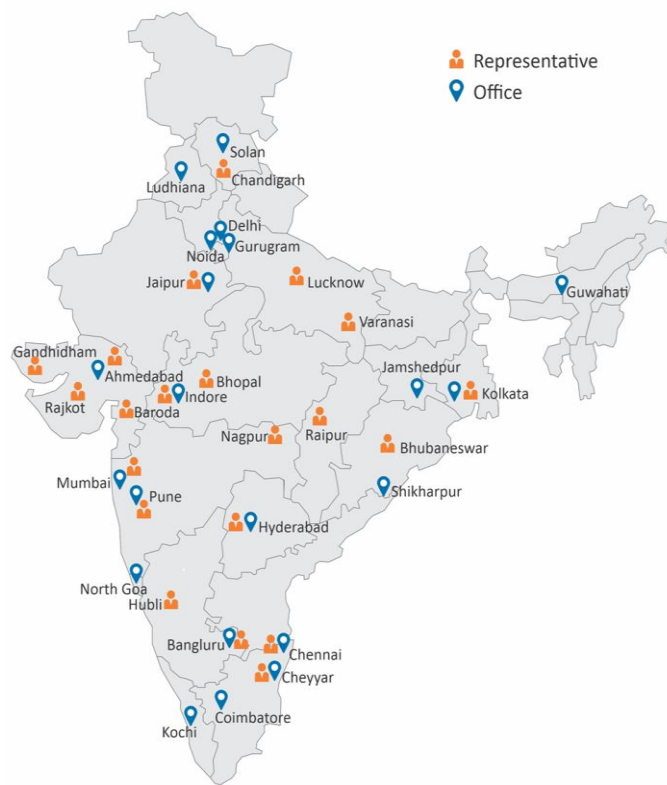 Representative
Office
Solan
Chandigarh
Ludhiana
Delhi
Gurugram
Noida
Jaipur
Lucknow
Guwahati
Varanasi
Gandhidham
Ahmedabad
Jamshedpur
Bhopal
Indore
Kolkata
Rajkot
Baroda
Raipur
Nagpur
Bhubaneswar
Mumbai
Shikharpur
Pune
Hyderabad
North Goa
Hubli
Bangluru
Chennai
Cheyyar
Coimbatore
Kochi